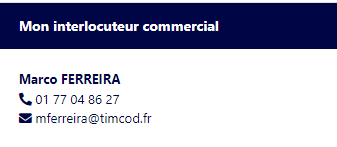 Mon interlocuteur commercial
Marco FERREIRA
01 77 04 86 27
mferreira@timcod.fr